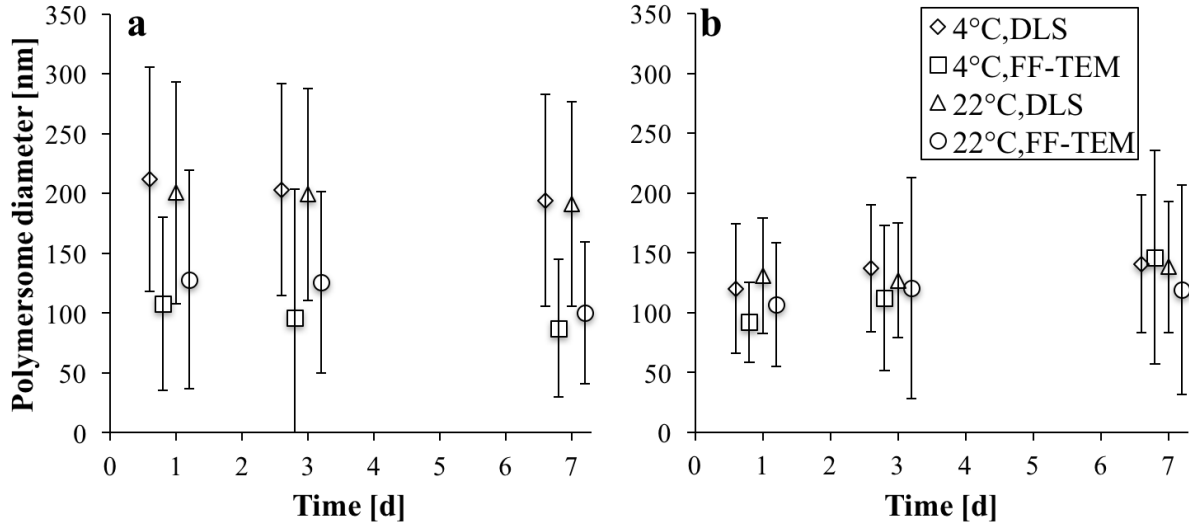 a
Polymersome diameter [nm]
350
300
250
200
150
100
50
0
0 1 2 3 4 5 6 7
Time [d]
b
4°C,DLS
4°C,FF-TEM
22°C,DLS
22°C,FF-TEM
350
300
250
200
150
100
50
0
0 1 2 3 4 5 6 7
Time [d]